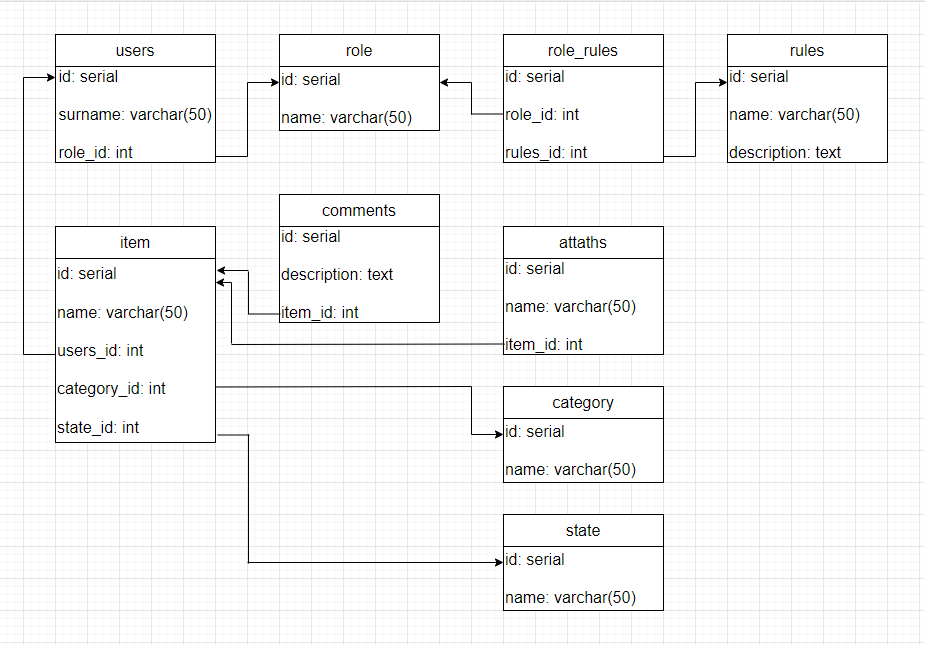 users
id: serial
surname: varchar(50)
role_id: int
role
id: serial
name: varchar(50)
role_rules
id: serial
role_id: int
rules_id: int
rules
id: serial
name: varchar(50)
description: text
item
id: serial
name: varchar(50)
users_id: int
category_id: int
state_id: int
comments
id: serial
description: text
item_id: int
attaths
id: serial
name: varchar(50)
item_id: int
category
id: serial
name: varchar(50)
state
id: serial
name: varchar(50)